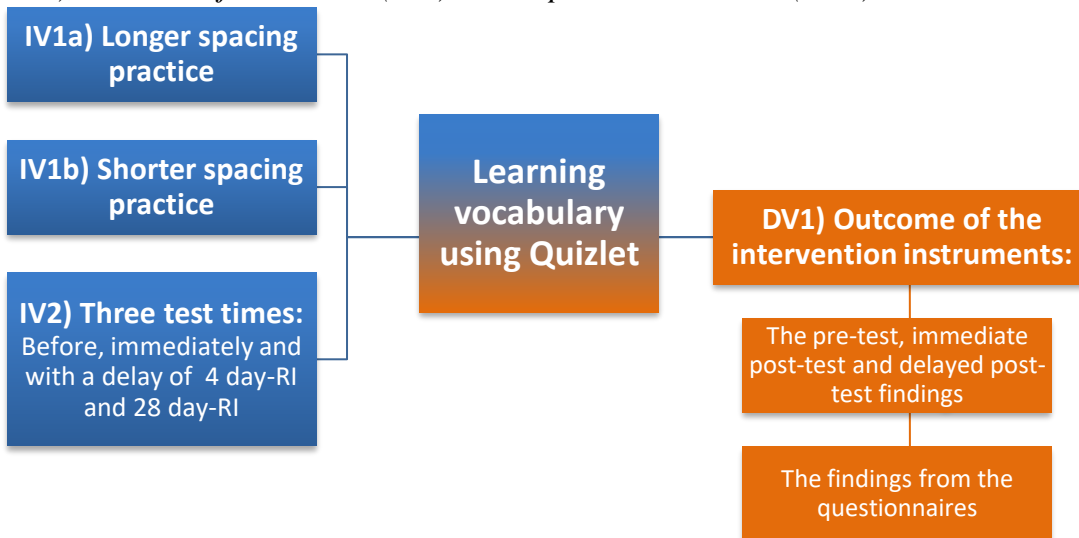 IV1a) Longer spacing
practice
IV1b) Shorter spacing
practice
IV2) Three test times:
Before, immediately and
with a delay of 4 day-RI
and 28 day-RI
Learning
vocabulary
using Quizlet
DV1) Outcome of the
intervention instruments:
The pre-test, immediate
post-test and delayed post-
test findings
The findings from the
questionnaires